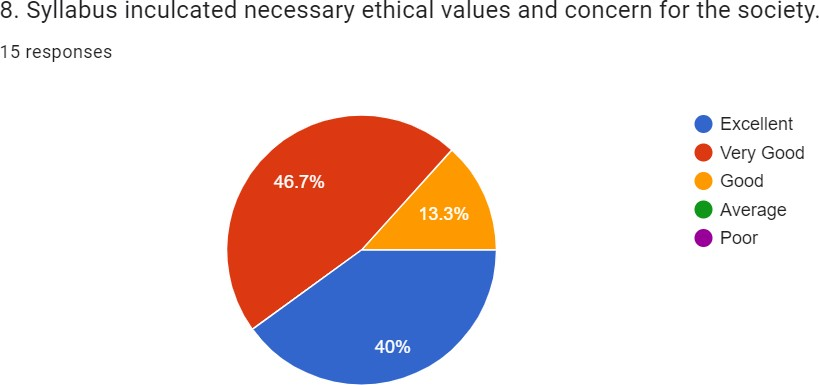 8. Syllabus inculcated necessary ethical values and concern for the society.
15 responses
46.7%
13.3%
40%
Excellent
Very Good
Good
Average
Poor